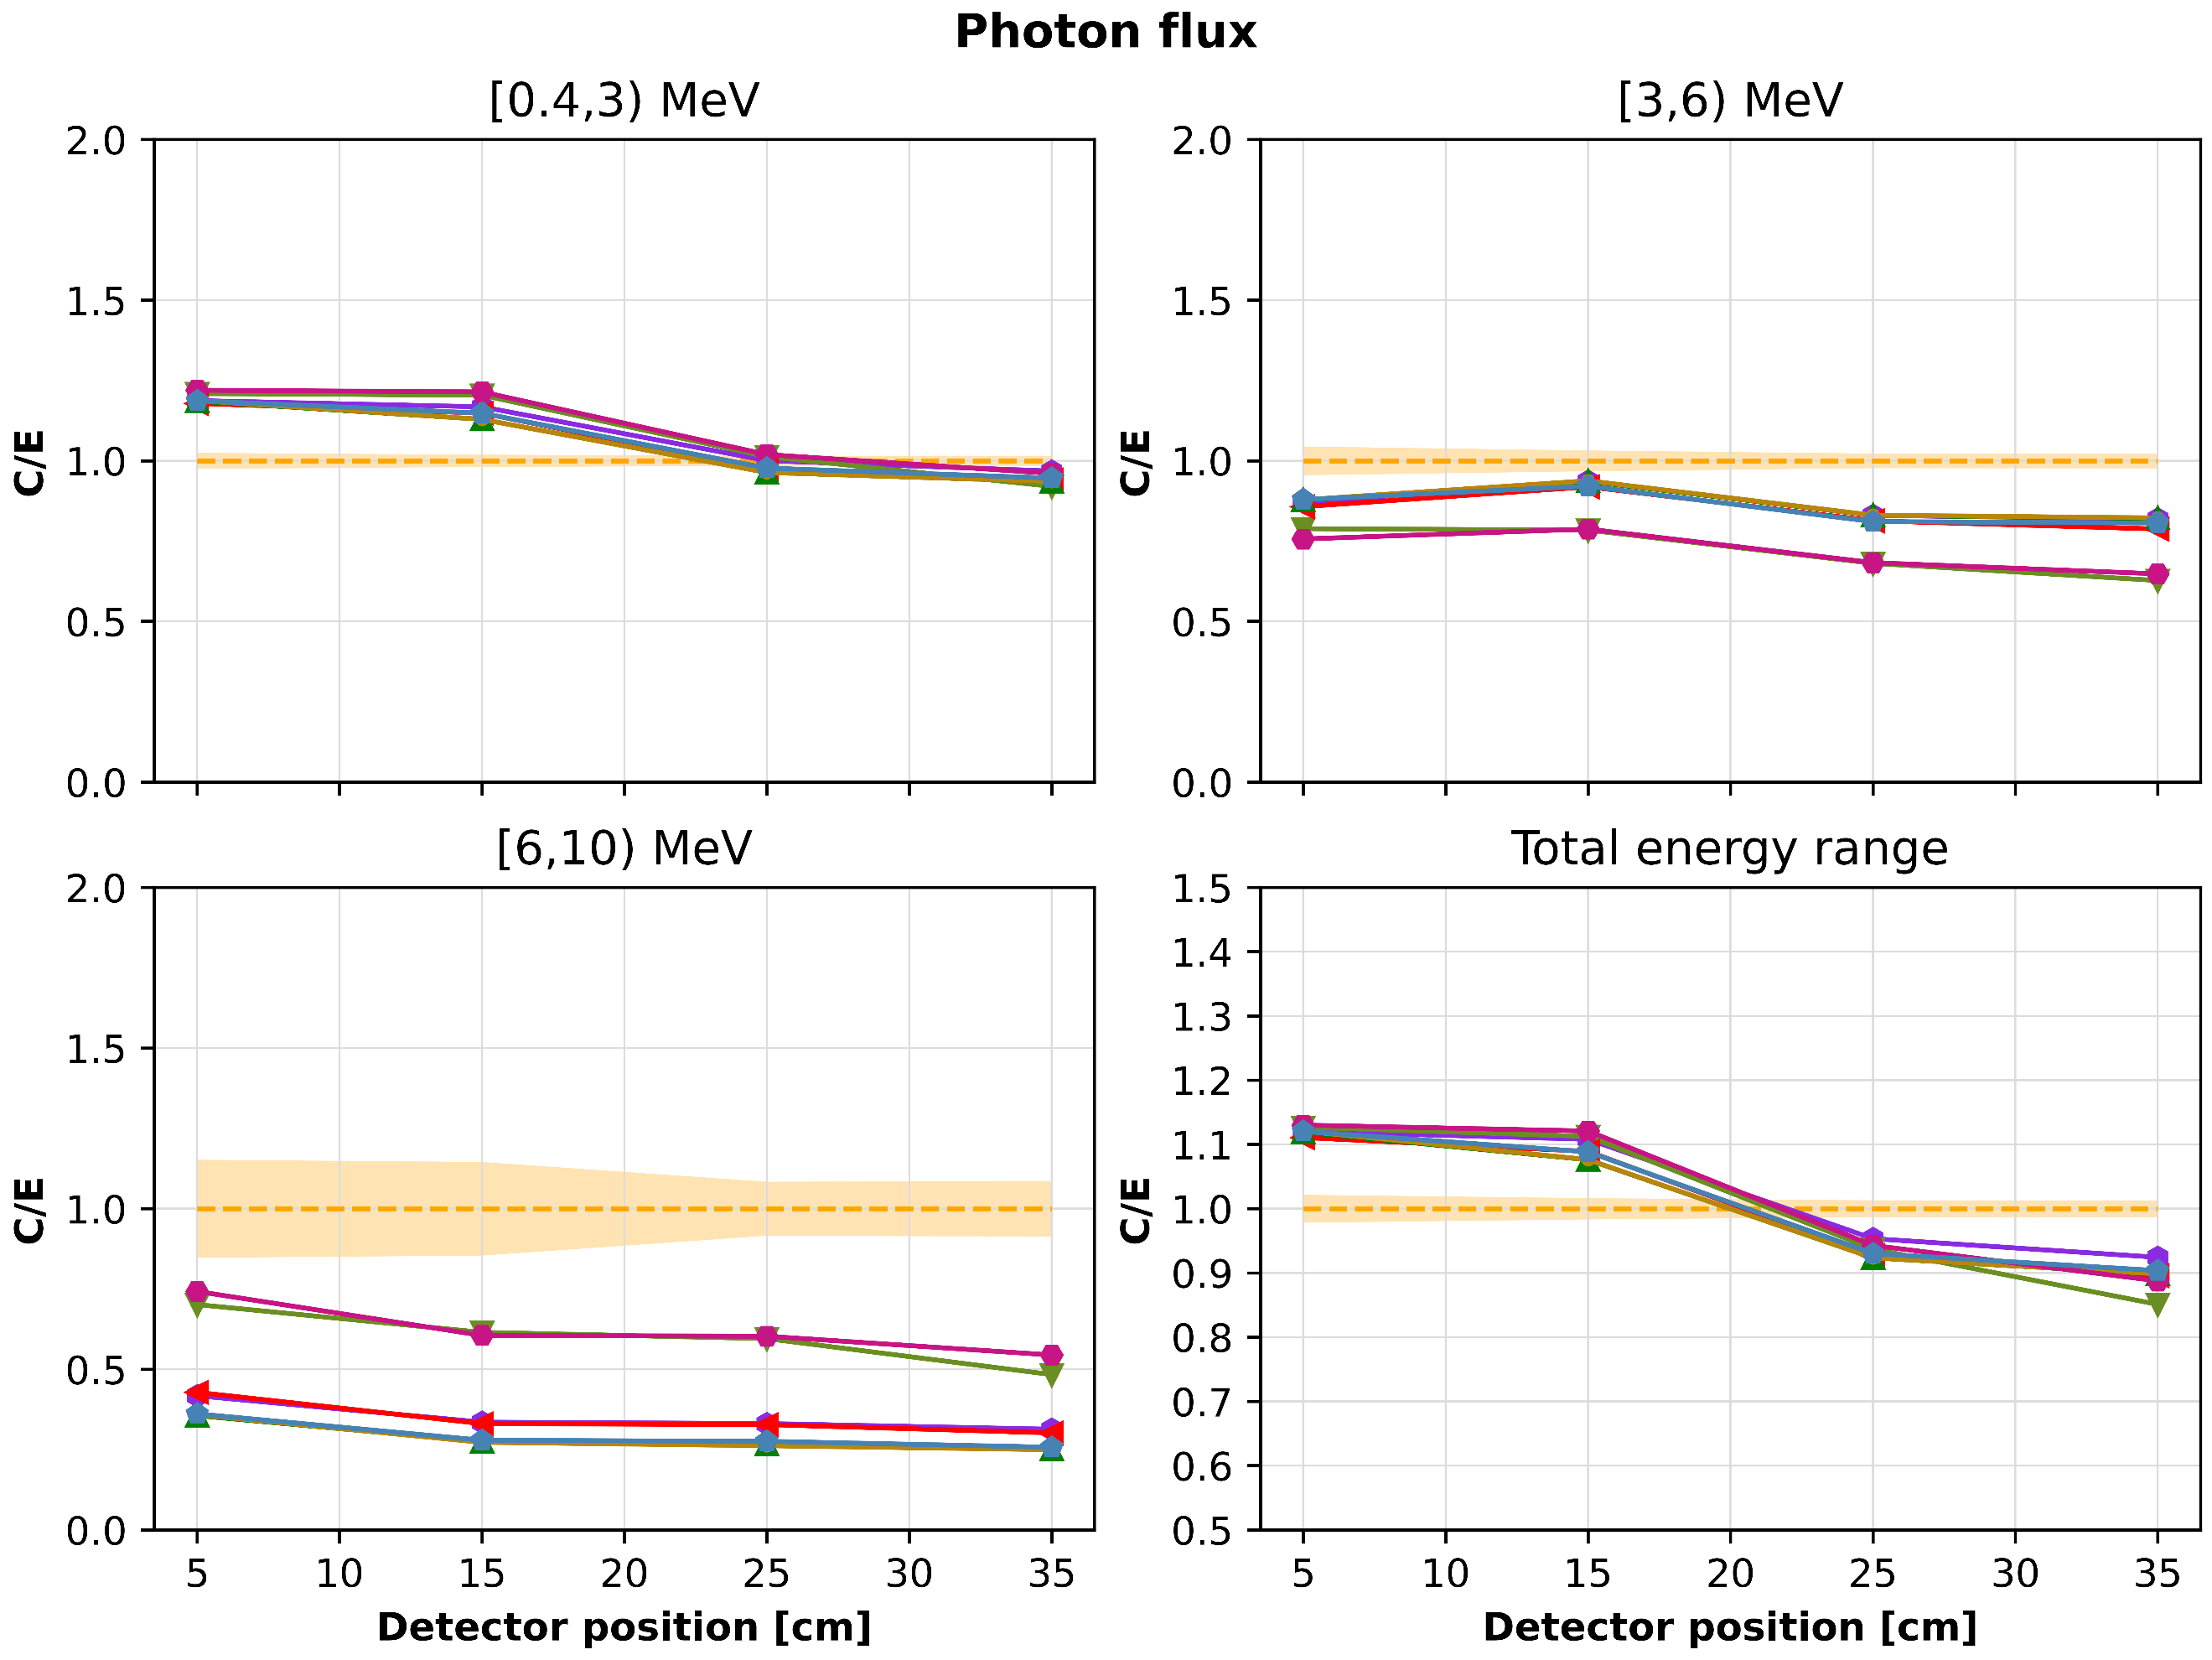 Photon flux
[0.4,3) MeV
2.0
1.5
1.0
0.5
0.0
C/E
[3,6) MeV
2.0
1.5
1.0
0.5
0.0
C/E
[6,10) MeV
2.0
1.5
1.0
0.5
0.0
C/E
5 10 15 20 25 30 35
Detector position [cm]
Total energy range
1.5
1.4
1.3
1.2
1.1
1.0
0.9
0.8
0.7
0.6
0.5
C/E
5 10 15 20 25 30 35
Detector position [cm]